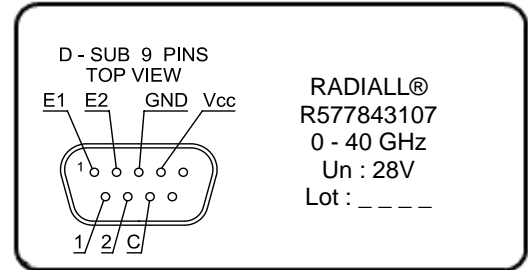 D - SUB 9 PINS
TOP VIEW
E1 E2 GND Vcc
1
1 2 C
RADIALL®
R577843107
0 - 40 GHz
Un : 28V
Lot : _ _ _ _